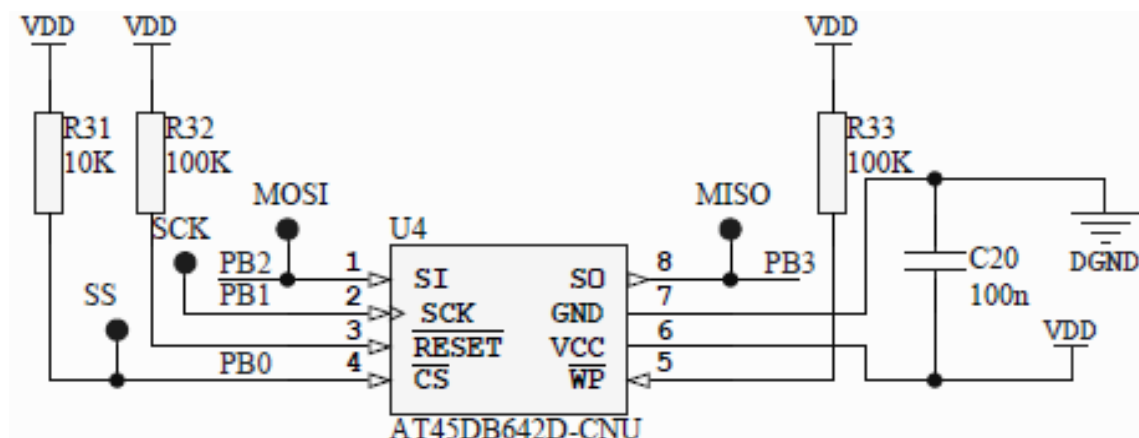 VDD
VDD
VDD
R31
10K
R32
100K
R33
100K
MOSI
MISO
SCK
U4
SS
PB2
1
SI
SO
8
PB3
PB1
2
SCK
GND
7
3
RESET
VCC
6
PB0
4
CS
WP
5
C20
100n
DGND
VDD
AT45DB642D-CNU